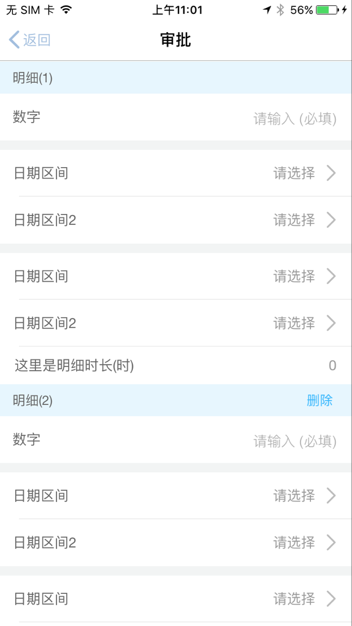 无 SIM 卡 上午11:01 56%
返回 审批
明细(1)
数字 请输入 (必填)
日期区间 请选择
日期区间2 请选择
日期区间 请选择
日期区间2 请选择
这里是明细时长(时) 0
明细(2) 删除
数字 请输入 (必填)
日期区间 请选择
日期区间2 请选择
日期区间 请选择